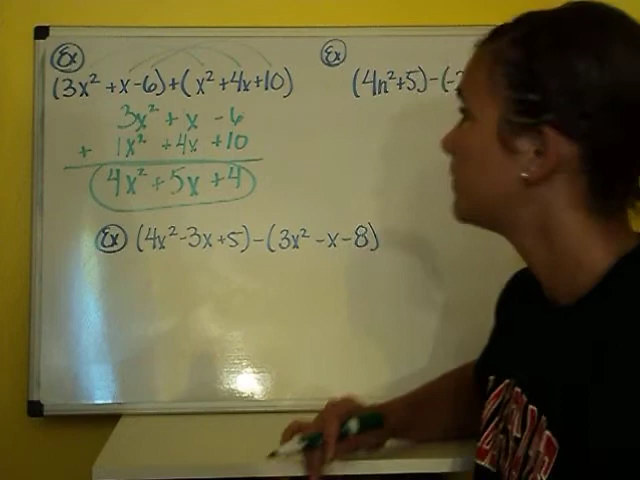 Ex
(3x² + x - 6) + (x² + 4x + 10)
3x² + x - 6
+ 1x² + 4x + 10
4x² + 5x + 4
Ex
(4n² + 5) - (-
Ex (4x² - 3x + 5) - (3x² - x - 8)